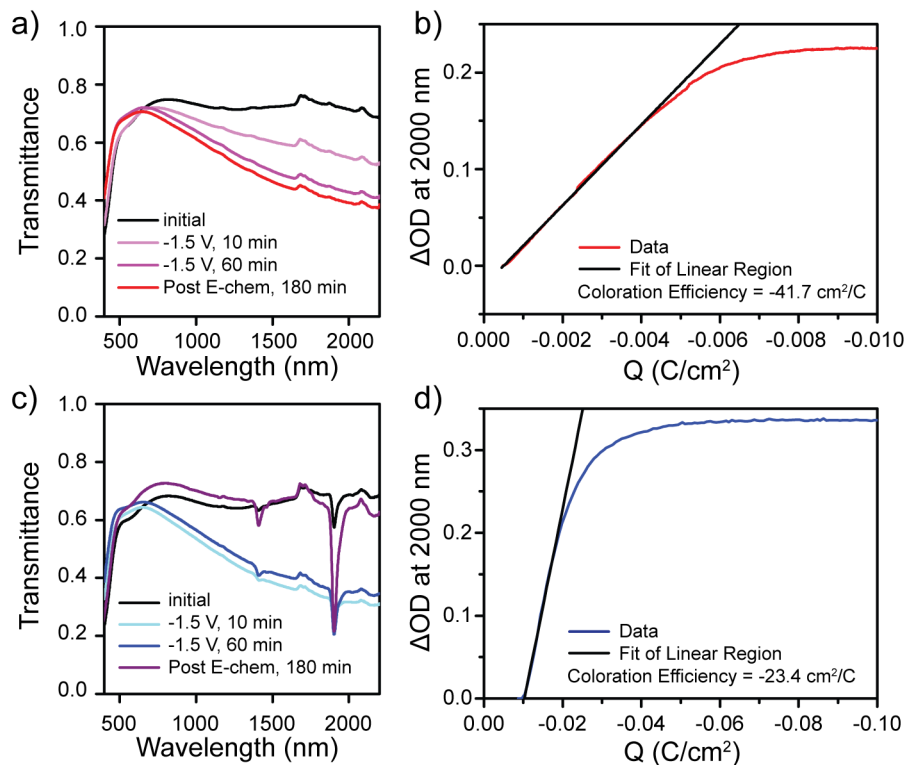 a)
1.0
0.8
0.6
0.4
0.2
0.0
Transmittance
initial
-1.5 V, 10 min
-1.5 V, 60 min
Post E-chem, 180 min
500 1000 1500 2000
Wavelength (nm)
b)
0.2
0.1
0.0
ΔOD at 2000 nm
Data
Fit of Linear Region
Coloration Efficiency = -41.7 cm²/C
0.000 -0.002 -0.004 -0.006 -0.008 -0.010
Q (C/cm²)
c)
1.0
0.8
0.6
0.4
0.2
0.0
Transmittance
initial
-1.5 V, 10 min
-1.5 V, 60 min
Post E-chem, 180 min
500 1000 1500 2000
Wavelength (nm)
d)
0.3
0.2
0.1
0.0
ΔOD at 2000 nm
Data
Fit of Linear Region
Coloration Efficiency = -23.4 cm²/C
0.00 -0.02 -0.04 -0.06 -0.08 -0.10
Q (C/cm²)